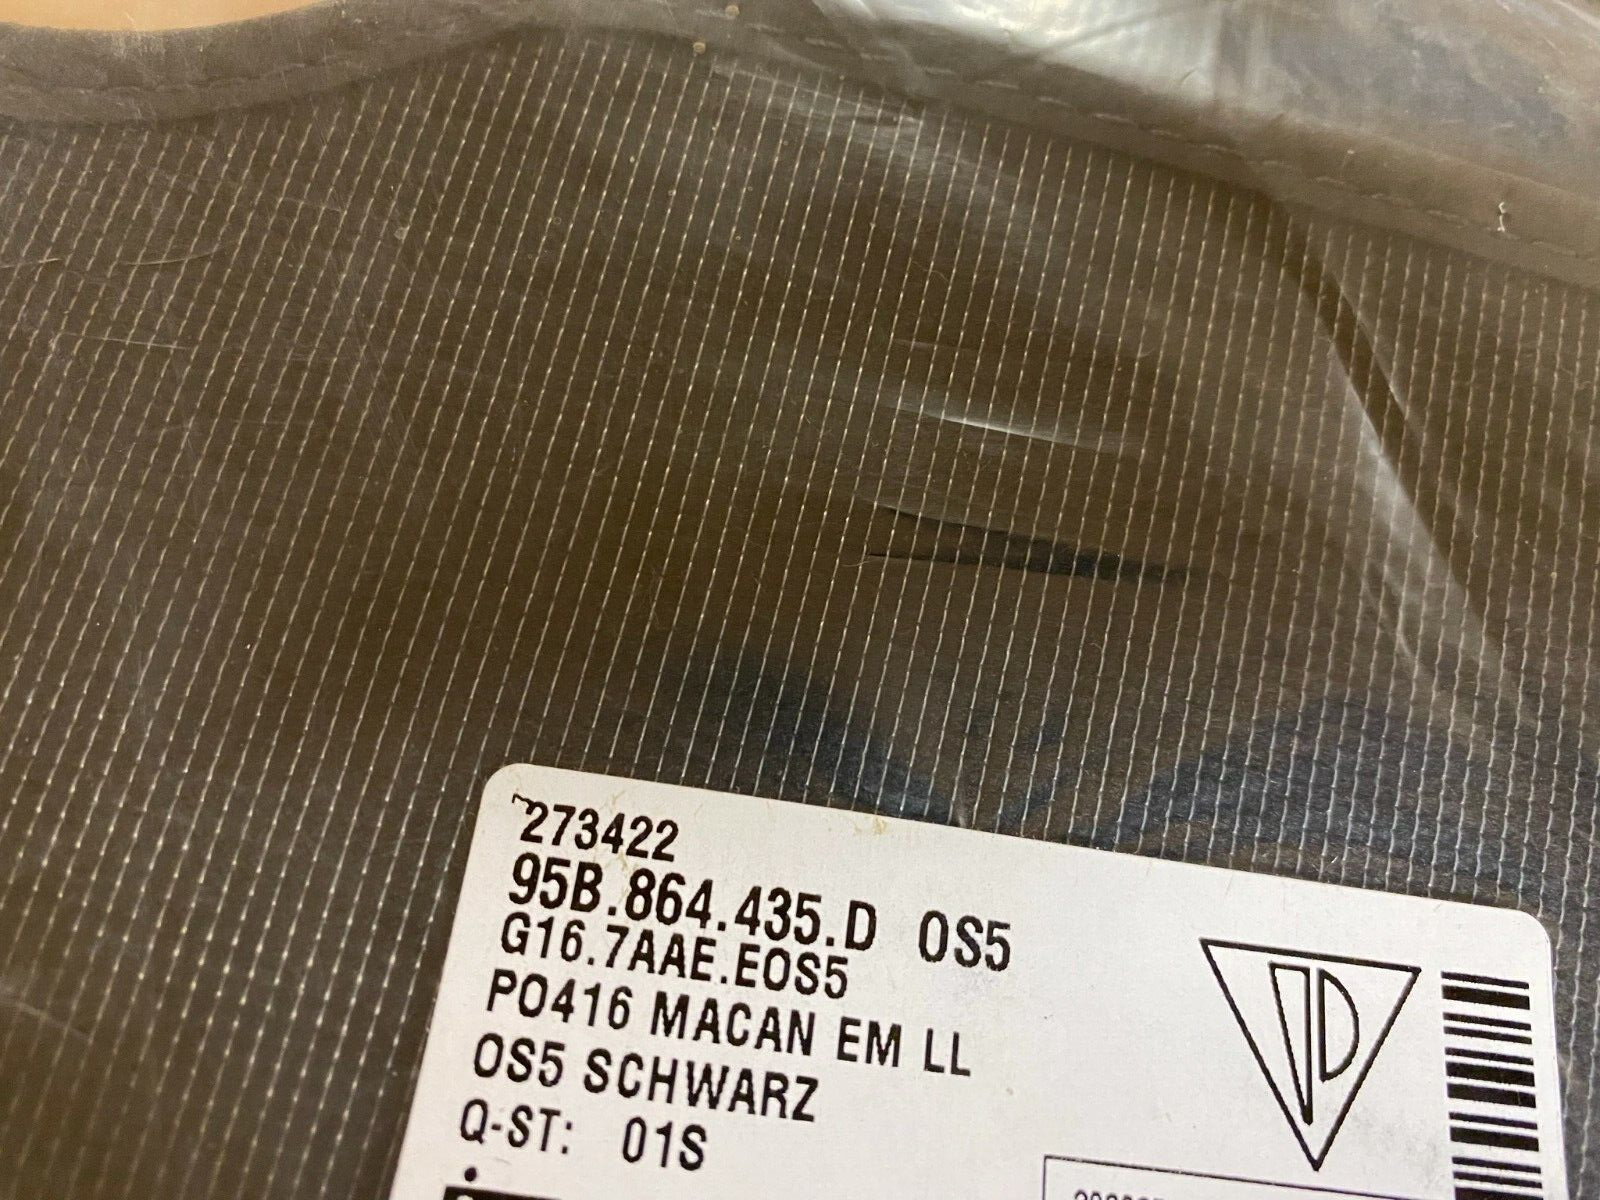 273422
95B.864.435.D OS5
G16.7AAE.EOS5
PO416 MACAN EM LL
OS5 SCHWARZ
Q-ST: 01S